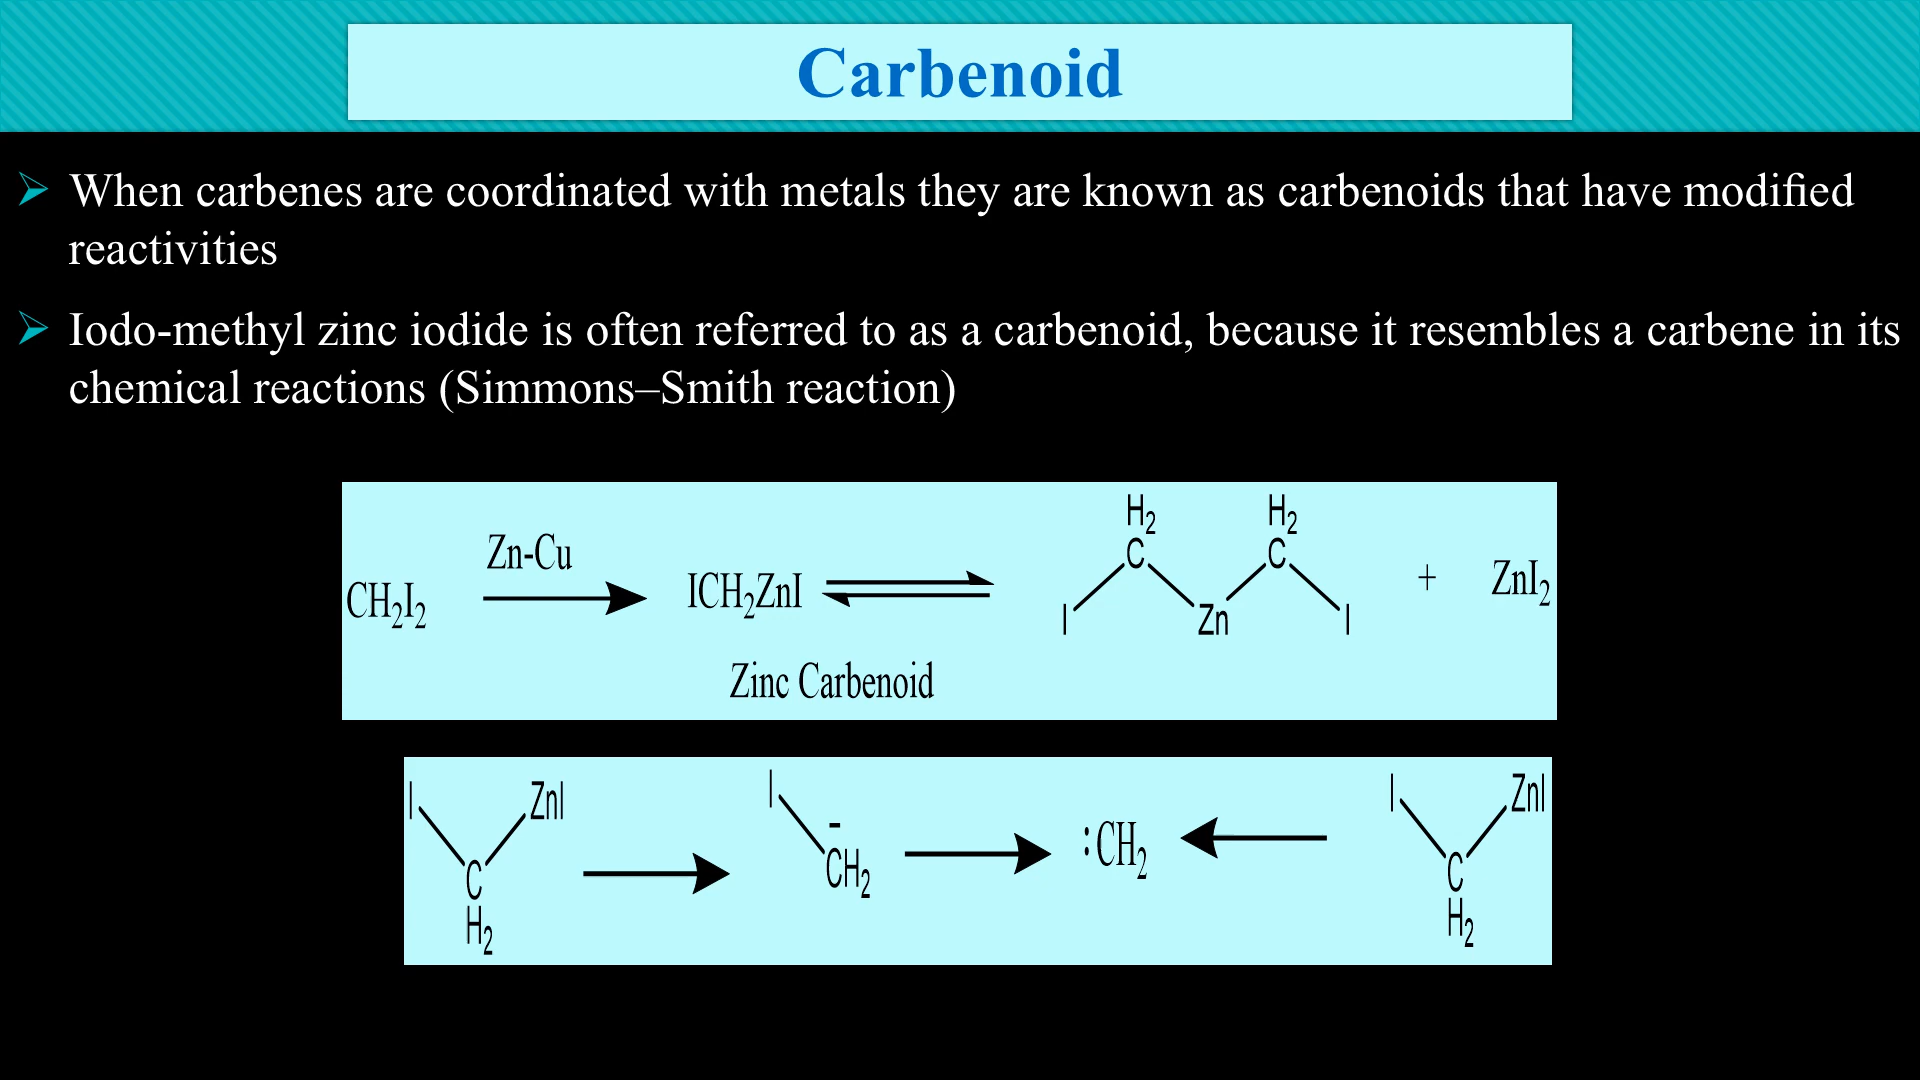 Carbenoid
When carbenes are coordinated with metals they are known as carbenoids that have modified
reactivities
Iodo-methyl zinc iodide is often referred to as a carbenoid, because it resembles a carbene in its
chemical reactions (Simmons–Smith reaction)
CH2I2 Zn-Cu ICH2ZnI H2 C I Zn H2 C I + ZnI2
Zinc Carbenoid
I ZnI C H2 I - CH2 :CH2 I ZnI C H2